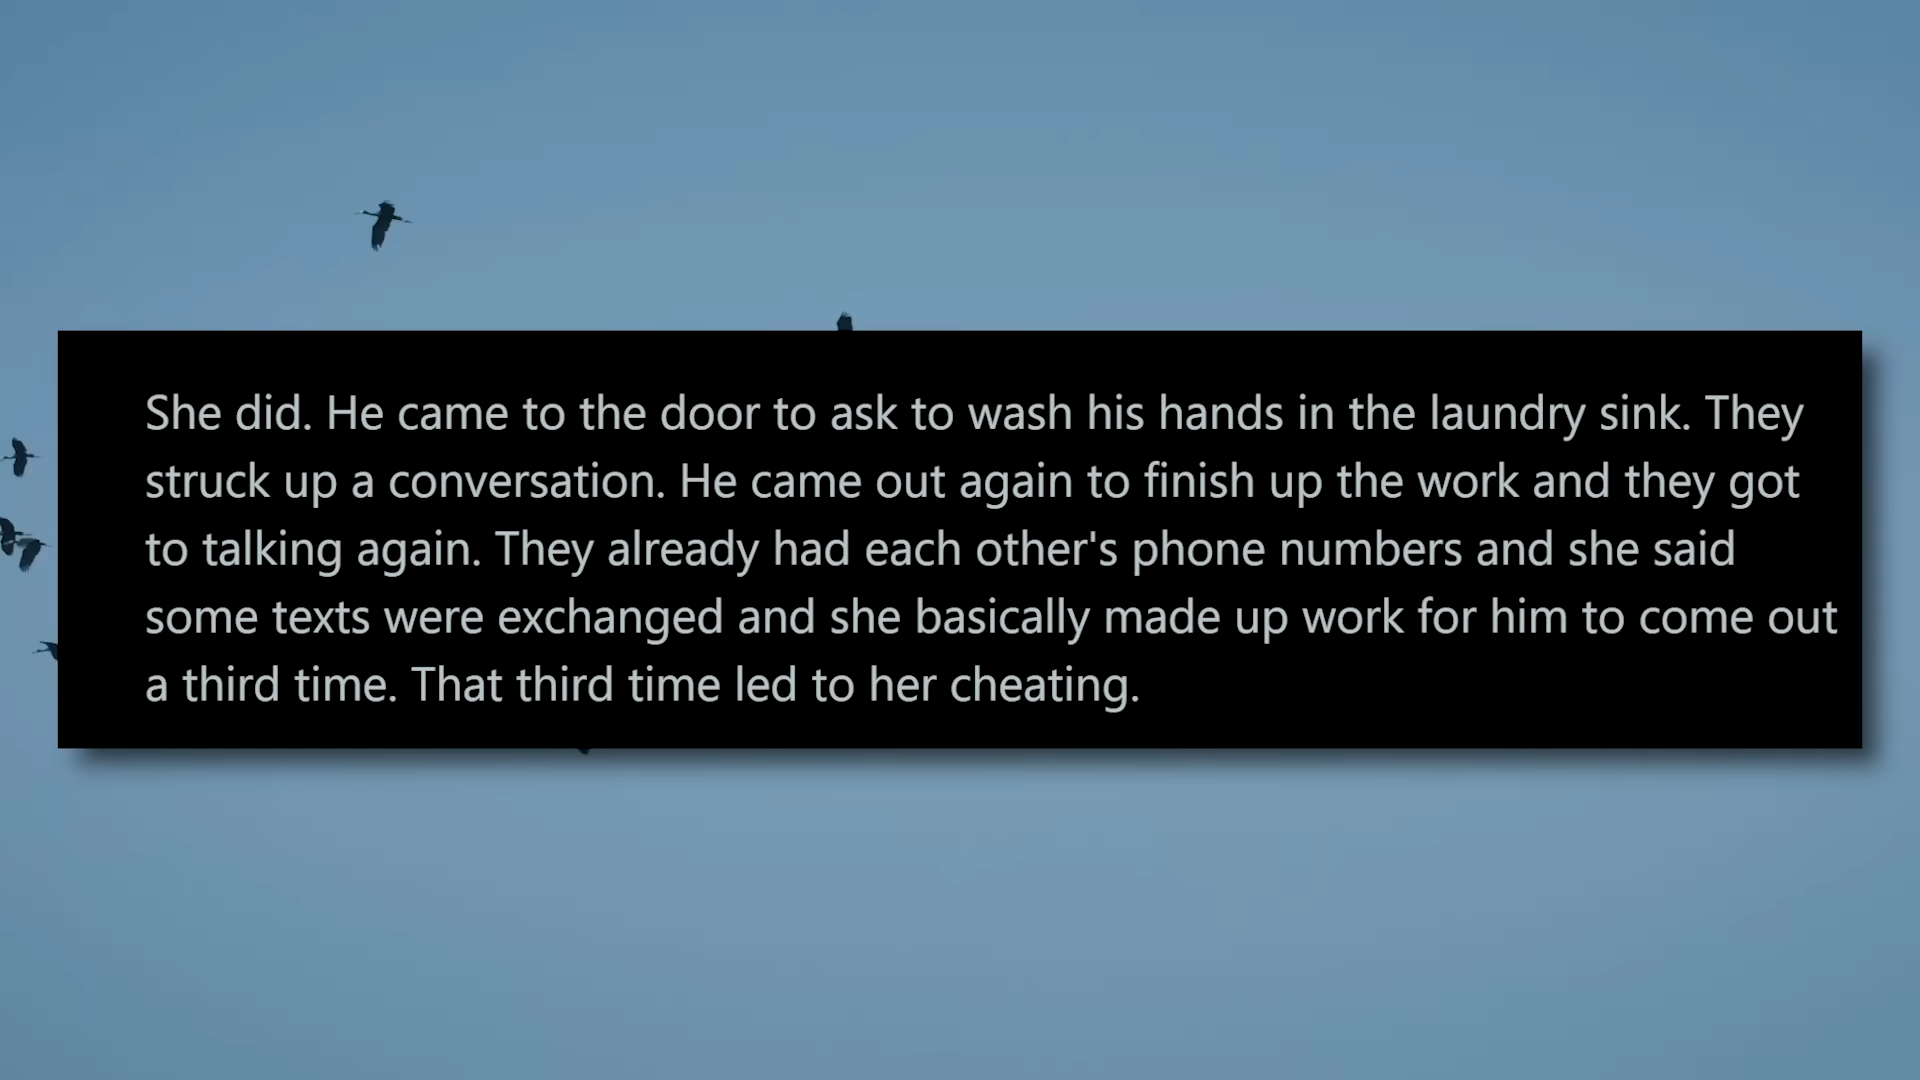 She did. He came to the door to ask to wash his hands in the laundry sink. They
struck up a conversation. He came out again to finish up the work and they got
to talking again. They already had each other's phone numbers and she said
some texts were exchanged and she basically made up work for him to come out
a third time. That third time led to her cheating.